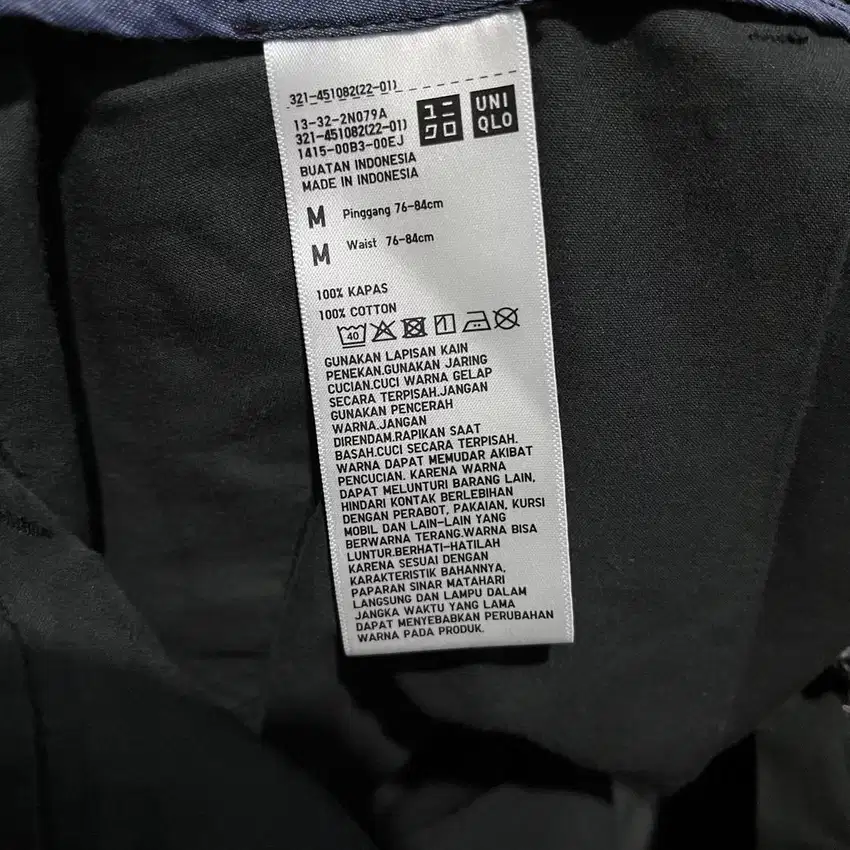 321-451082(22-01)
13-32-2N079A
321-451082(22-01)
1415-00B3-00EJ
ユニ
クロ
UNI
QLO
BUATAN INDONESIA
MADE IN INDONESIA
M Pinggang 76-84cm
M Waist 76-84cm
100% KAPAS
100% COTTON
40
1
GUNAKAN LAPISAN KAIN
PENEKAN.GUNAKAN JARING
CUCIAN.CUCI WARNA GELAP
SECARA TERPISAH.JANGAN
GUNAKAN PENCERAH
WARNA.JANGAN
DIRENDAM.RAPIKAN SAAT
BASAH.CUCI SECARA TERPISAH.
WARNA DAPAT MEMUDAR AKIBAT
PENCUCIAN. KARENA WARNA
DAPAT MELUNTURI BARANG LAIN,
HINDARI KONTAK BERLEBIHAN
DENGAN PERABOT, PAKAIAN, KURSI
MOBIL DAN LAIN-LAIN YANG
BERWARNA TERANG.WARNA BISA
LUNTUR.BERHATI-HATILAH
KARENA SESUAI DENGAN
KARAKTERISTIK BAHANNYA,
PAPARAN SINAR MATAHARI
LANGSUNG DAN LAMPU DALAM
JANGKA WAKTU YANG LAMA
DAPAT MENYEBABKAN PERUBAHAN
WARNA PADA PRODUK.